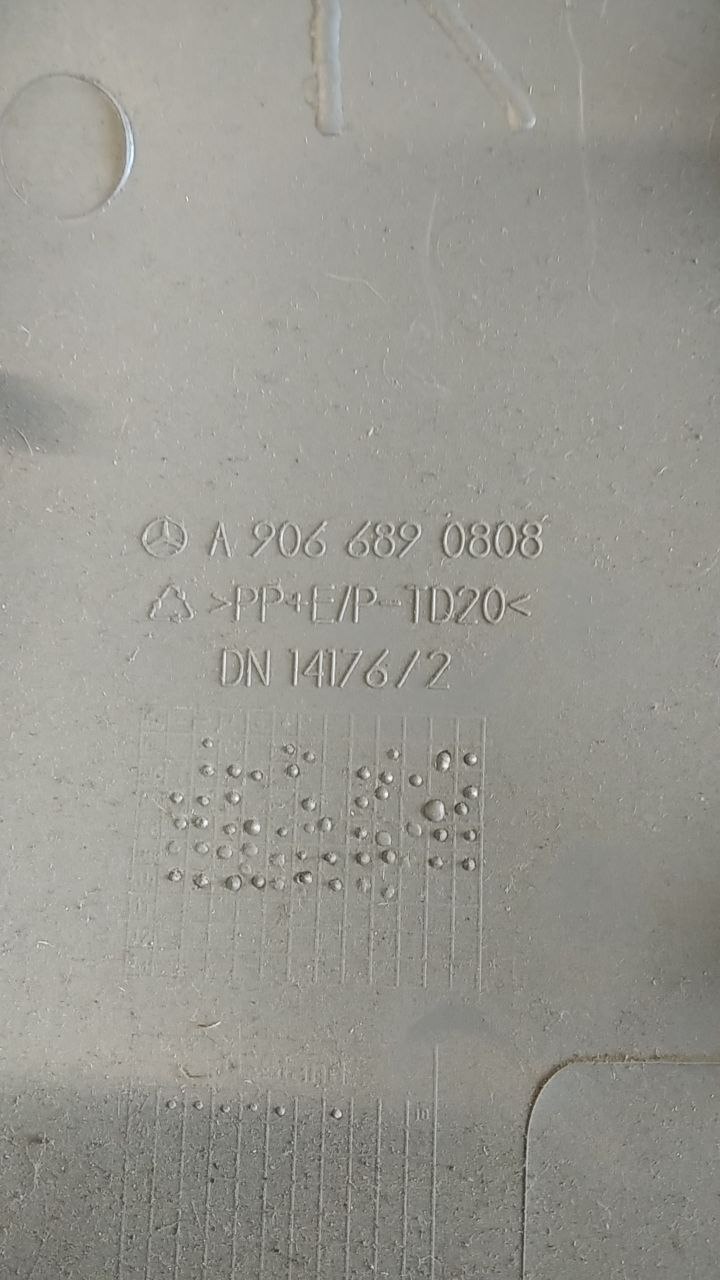 A 906 689 0808
>PP+E/P-TD20<
DN 14176/2